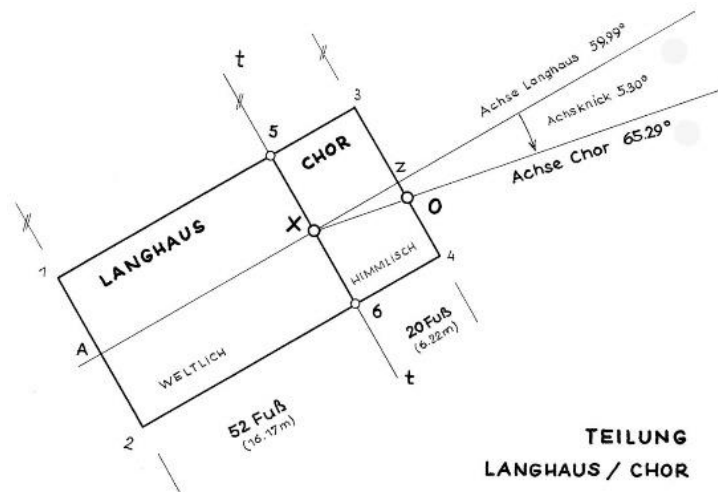 t
5
3
CHOR
Achse Langhaus 59.99°
Achsknick 5.30°
Achse Chor 65.29°
Z
O
X
LANGHAUS
HIMMLISCH
4
1
A
WELTLICH
6
20 Fuß
(6.22m)
t
52 Fuß
(16.17m)
2
TEILUNG
LANGHAUS / CHOR